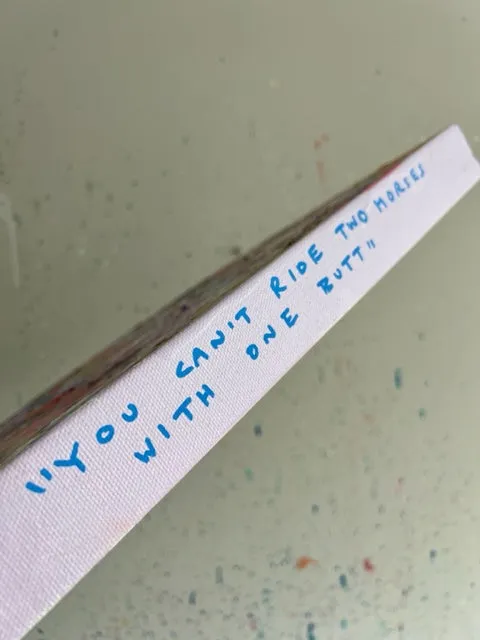 "YOU CAN'T RIDE TWO HORSES
WITH ONE BUTT"